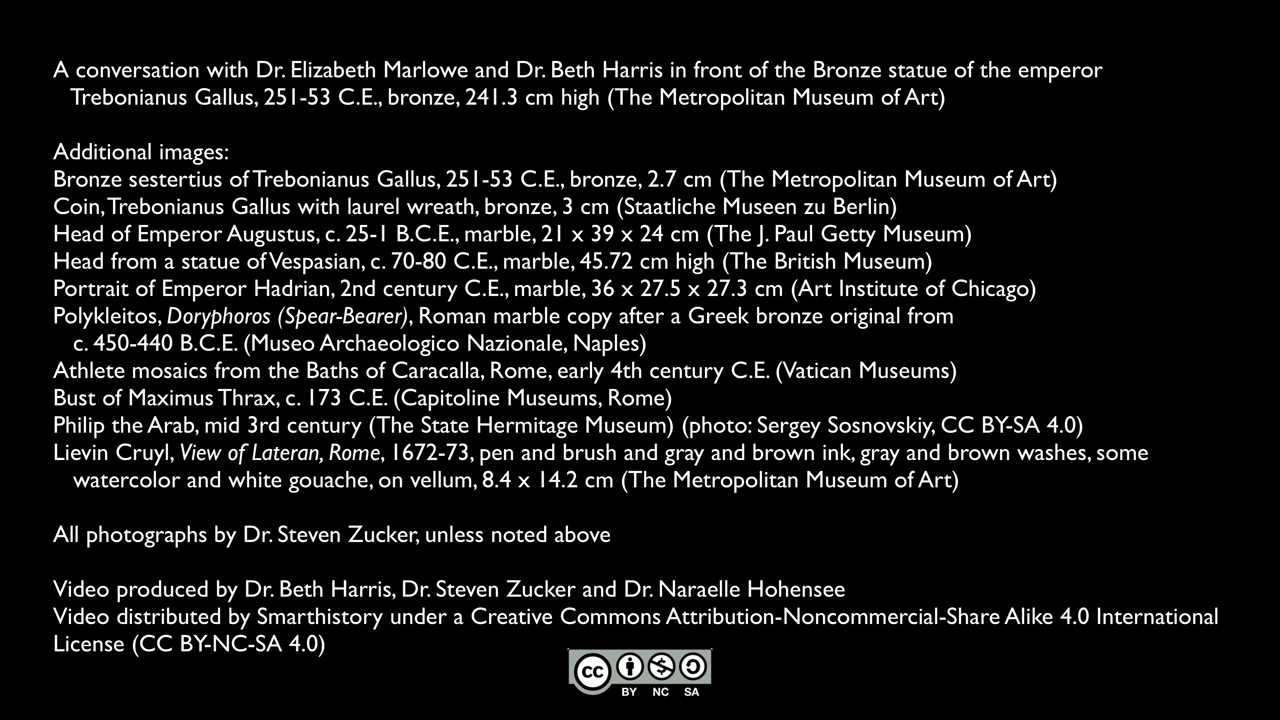 A conversation with Dr. Elizabeth Marlowe and Dr. Beth Harris in front of the Bronze statue of the emperor
Trebonianus Gallus, 251-53 C.E., bronze, 241.3 cm high (The Metropolitan Museum of Art)
Additional images:
Bronze sestertius of Trebonianus Gallus, 251-53 C.E., bronze, 2.7 cm (The Metropolitan Museum of Art)
Coin, Trebonianus Gallus with laurel wreath, bronze, 3 cm (Staatliche Museen zu Berlin)
Head of Emperor Augustus, c. 25-1 B.C.E., marble, 21 x 39 x 24 cm (The J. Paul Getty Museum)
Head from a statue of Vespasian, c. 70-80 C.E., marble, 45.72 cm high (The British Museum)
Portrait of Emperor Hadrian, 2nd century C.E., marble, 36 x 27.5 x 27.3 cm (Art Institute of Chicago)
Polykleitos, Doryphoros (Spear-Bearer), Roman marble copy after a Greek bronze original from
c. 450-440 B.C.E. (Museo Archaeologico Nazionale, Naples)
Athlete mosaics from the Baths of Caracalla, Rome, early 4th century C.E. (Vatican Museums)
Bust of Maximus Thrax, c. 173 C.E. (Capitoline Museums, Rome)
Philip the Arab, mid 3rd century (The State Hermitage Museum) (photo: Sergey Sosnovskiy, CC BY-SA 4.0)
Lievin Cruyl, View of Lateran, Rome, 1672-73, pen and brush and gray and brown ink, gray and brown washes, some
watercolor and white gouache, on vellum, 8.4 x 14.2 cm (The Metropolitan Museum of Art)
All photographs by Dr. Steven Zucker, unless noted above
Video produced by Dr. Beth Harris, Dr. Steven Zucker and Dr. Naraelle Hohensee
Video distributed by Smarthistory under a Creative Commons Attribution-Noncommercial-Share Alike 4.0 International
License (CC BY-NC-SA 4.0)
cc
BY NC SA